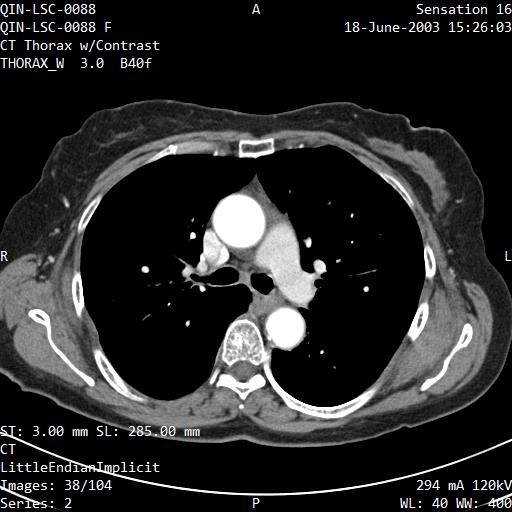 QIN-LSC-0088
A
Sensation 16
QIN-LSC-0088 F
18-June-2003 15:26:03
CT Thorax w/Contrast
THORAX_W 3.0 B40f
R
L
ST: 3.00 mm SL: 285.00 mm
CT
LittleEndianImplicit
Images: 38/104
294 mA 120kV
Series: 2
P
WL: 40 WW: 400